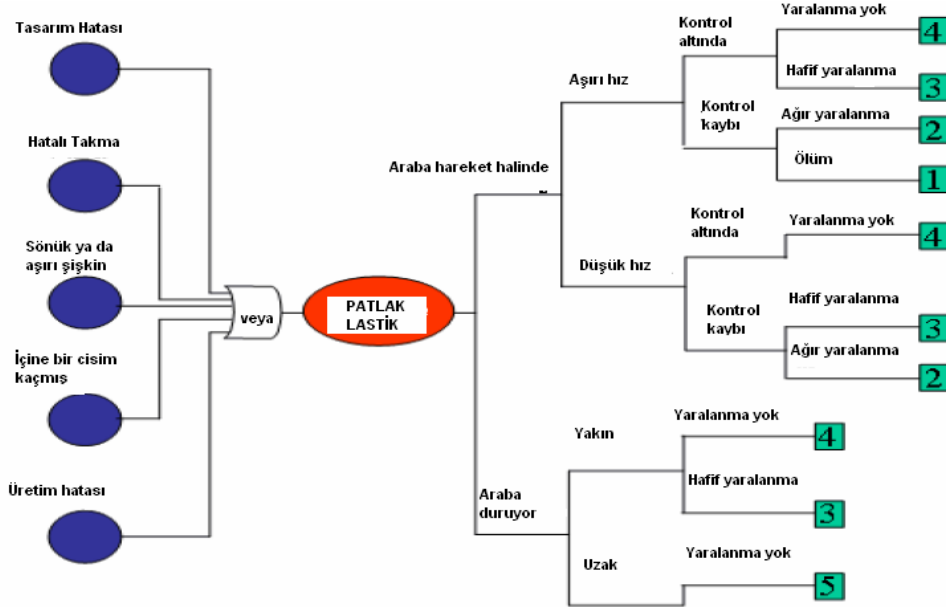 Tasarım Hatası
Hatalı Takma
Sönük ya da
aşırı şişkin
İçine bir cisim
kaçmış
Üretim hatası
veya
PATLAK
LASTİK
Araba hareket halinde
Araba
duruyor
Aşırı hız
Düşük hız
Yakın
Uzak
Kontrol
altında
Kontrol
kaybı
Kontrol
altında
Kontrol
kaybı
Yaralanma yok
4
Hafif yaralanma
3
Ağır yaralanma
2
Ölüm
1
Yaralanma yok
4
Hafif yaralanma
3
Ağır yaralanma
2
Yaralanma yok
4
Hafif yaralanma
3
Yaralanma yok
5